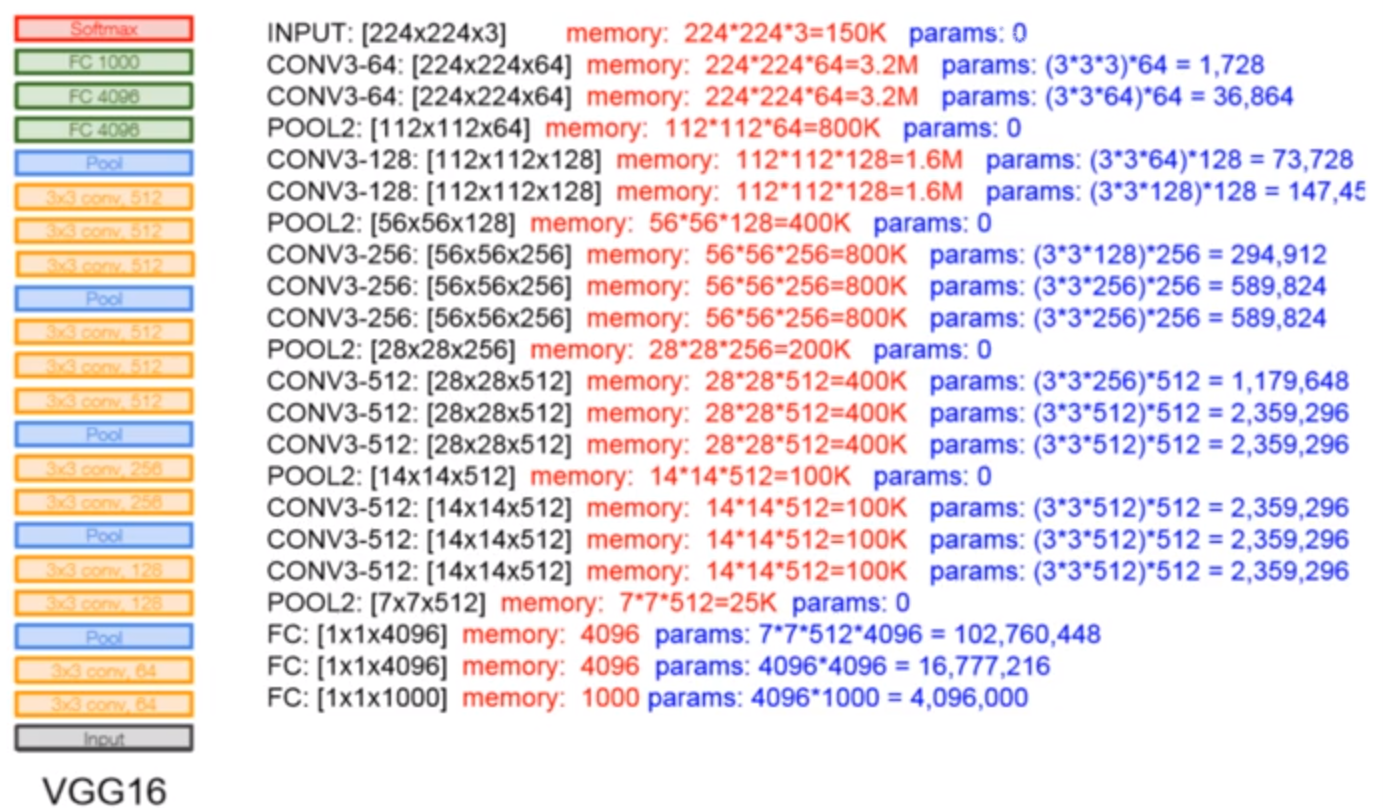 Softmax
FC 1000
FC 4096
FC 4096
Pool
3x3 conv, 512
3x3 conv, 512
3x3 conv, 512
Pool
3x3 conv, 512
3x3 conv, 512
3x3 conv, 512
Pool
3x3 conv, 256
3x3 conv, 256
Pool
3x3 conv, 128
3x3 conv, 128
Pool
3x3 conv, 64
3x3 conv, 64
Input
VGG16
INPUT: [224x224x3] memory: 224*224*3=150K params: 0
CONV3-64: [224x224x64] memory: 224*224*64=3.2M params: (3*3*3)*64 = 1,728
CONV3-64: [224x224x64] memory: 224*224*64=3.2M params: (3*3*64)*64 = 36,864
POOL2: [112x112x64] memory: 112*112*64=800K params: 0
CONV3-128: [112x112x128] memory: 112*112*128=1.6M params: (3*3*64)*128 = 73,728
CONV3-128: [112x112x128] memory: 112*112*128=1.6M params: (3*3*128)*128 = 147,45
POOL2: [56x56x128] memory: 56*56*128=400K params: 0
CONV3-256: [56x56x256] memory: 56*56*256=800K params: (3*3*128)*256 = 294,912
CONV3-256: [56x56x256] memory: 56*56*256=800K params: (3*3*256)*256 = 589,824
CONV3-256: [56x56x256] memory: 56*56*256=800K params: (3*3*256)*256 = 589,824
POOL2: [28x28x256] memory: 28*28*256=200K params: 0
CONV3-512: [28x28x512] memory: 28*28*512=400K params: (3*3*256)*512 = 1,179,648
CONV3-512: [28x28x512] memory: 28*28*512=400K params: (3*3*512)*512 = 2,359,296
CONV3-512: [28x28x512] memory: 28*28*512=400K params: (3*3*512)*512 = 2,359,296
POOL2: [14x14x512] memory: 14*14*512=100K params: 0
CONV3-512: [14x14x512] memory: 14*14*512=100K params: (3*3*512)*512 = 2,359,296
CONV3-512: [14x14x512] memory: 14*14*512=100K params: (3*3*512)*512 = 2,359,296
CONV3-512: [14x14x512] memory: 14*14*512=100K params: (3*3*512)*512 = 2,359,296
POOL2: [7x7x512] memory: 7*7*512=25K params: 0
FC: [1x1x4096] memory: 4096 params: 7*7*512*4096 = 102,760,448
FC: [1x1x4096] memory: 4096 params: 4096*4096 = 16,777,216
FC: [1x1x1000] memory: 1000 params: 4096*1000 = 4,096,000